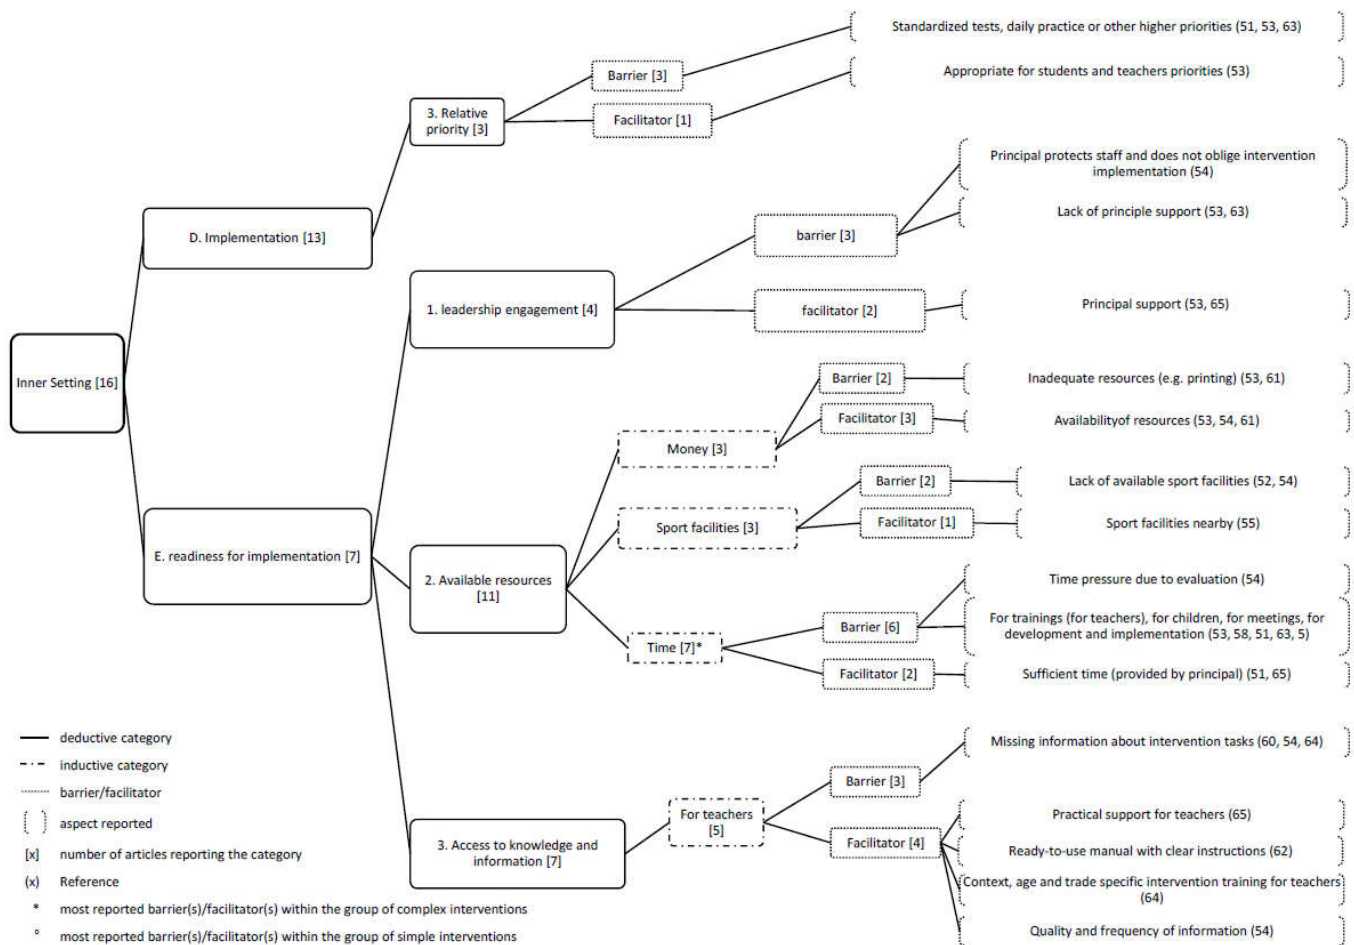 Standardized tests, daily practice or other higher priorities (51, 53, 63)
Barrier [3]
Appropriate for students and teachers priorities (53)
3. Relative
priority [3]
Facilitator [1]
Principal protects staff and does not oblige intervention
implementation (54)
D. Implementation [13]
barrier [3]
Lack of principle support (53, 63)
1. leadership engagement [4]
facilitator [2]
Principal support (53, 65)
Inner Setting [16]
Barrier [2]
Inadequate resources (e.g. printing) (53, 61)
Money [3]
Facilitator [3]
Availabilityof resources (53, 54, 61)
Barrier [2]
Lack of available sport facilities (52, 54)
Sport facilities [3]
Facilitator [1]
Sport facilities nearby (55)
E. readiness for implementation [7]
2. Available resources
[11]
Time pressure due to evaluation (54)
Time [7]*
Barrier [6]
For trainings (for teachers), for children, for meetings, for
development and implementation (53, 58, 51, 63, 5)
Facilitator [2]
Sufficient time (provided by principal) (51, 65)
Missing information about intervention tasks (60, 54, 64)
Barrier [3]
For teachers
[5]
3. Access to knowledge and
information [7]
Facilitator [4]
Practical support for teachers (65)
Ready-to-use manual with clear instructions (62)
Context, age and trade specific intervention training for teachers
(64)
Quality and frequency of information (54)
deductive category
inductive category
barrier/facilitator
( ) aspect reported
[x] number of articles reporting the category
(x) Reference
* most reported barrier(s)/facilitator(s) within the group of complex interventions
° most reported barrier(s)/facilitator(s) within the group of simple interventions